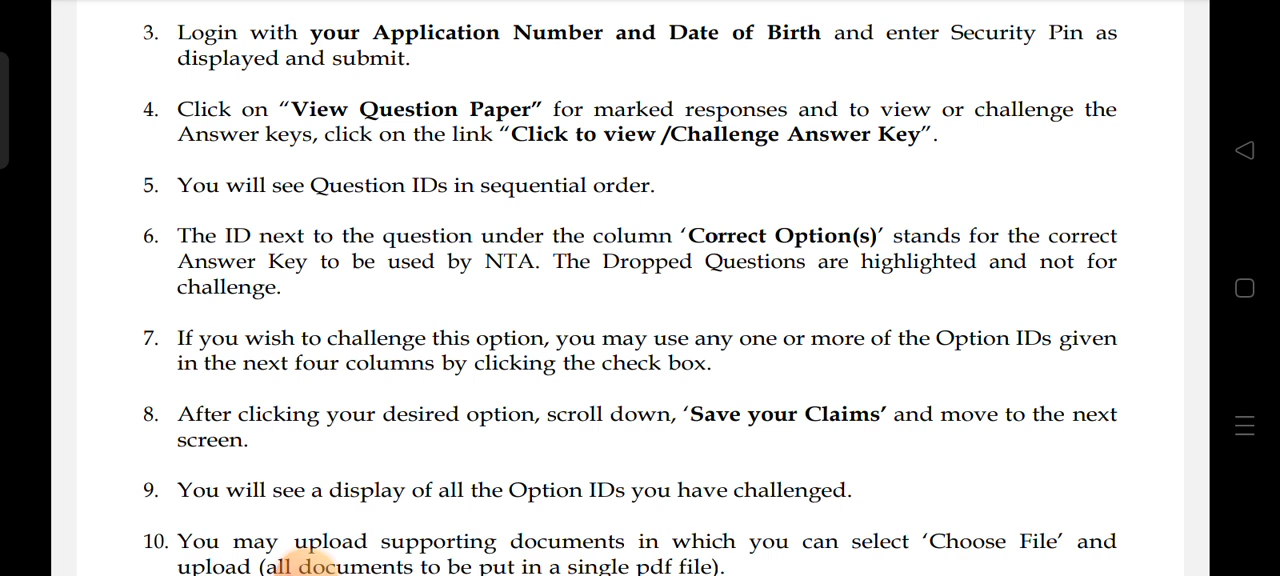 3. Login with your Application Number and Date of Birth and enter Security Pin as
displayed and submit.
4. Click on “View Question Paper” for marked responses and to view or challenge the
Answer keys, click on the link “Click to view /Challenge Answer Key”.
5. You will see Question IDs in sequential order.
6. The ID next to the question under the column ‘Correct Option(s)’ stands for the correct
Answer Key to be used by NTA. The Dropped Questions are highlighted and not for
challenge.
7. If you wish to challenge this option, you may use any one or more of the Option IDs given
in the next four columns by clicking the check box.
8. After clicking your desired option, scroll down, ‘Save your Claims’ and move to the next
screen.
9. You will see a display of all the Option IDs you have challenged.
10. You may upload supporting documents in which you can select ‘Choose File’ and
upload (all documents to be put in a single pdf file).